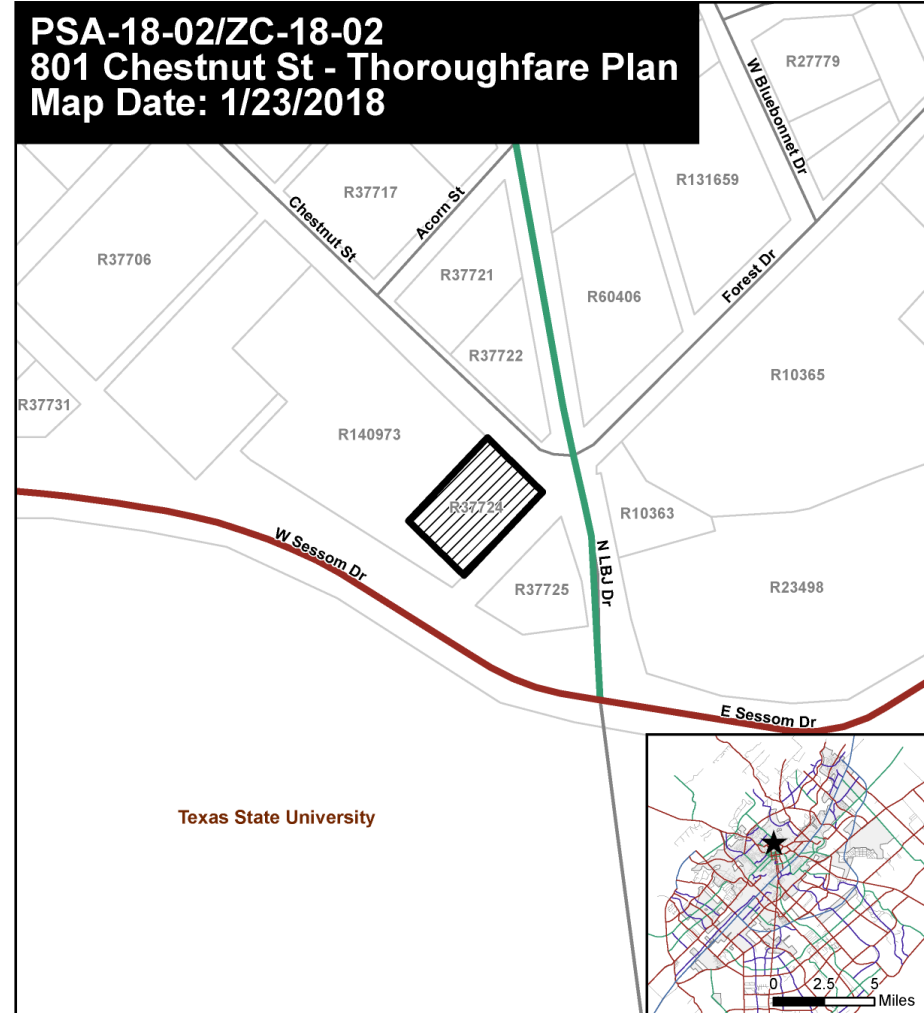 PSA-18-02/ZC-18-02
801 Chestnut St - Thoroughfare Plan
Map Date: 1/23/2018
R27779
W Bluebonnet Dr
R131659
R37717
Acorn St
Chestnut St
R37706
R37721
Forest Dr
R60406
R37722
R10365
R37731
R140973
R37724
R10363
W Sessom Dr
N LBJ Dr
R37725
R23498
E Sessom Dr
Texas State University
0 2.5 5
Miles